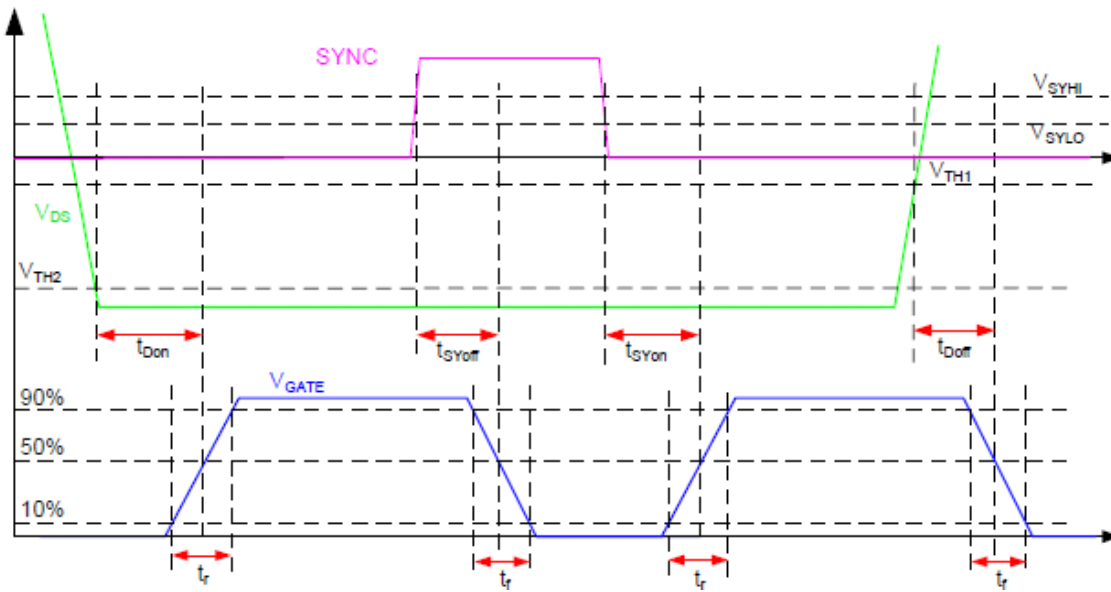 SYNC
VSYHI
VSYLO
VTH1
VDS
VTH2
tDon
tSYoff
tSYon
tDoff
VGATE
90%
50%
10%
tr
tf
tr
tf